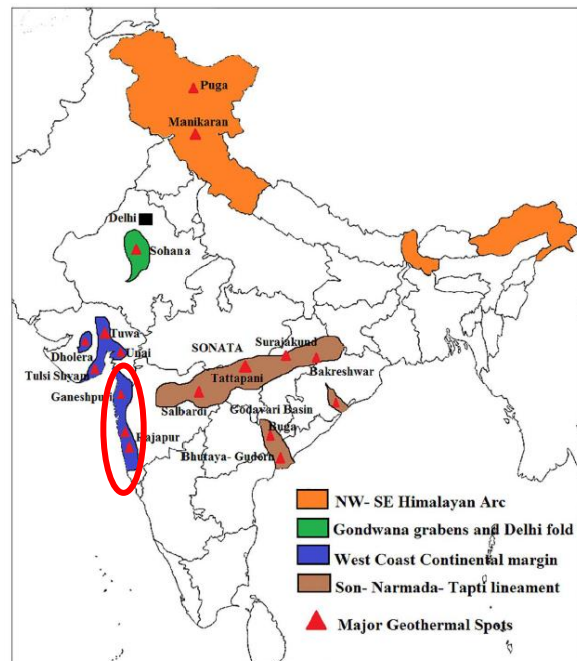 Puga
Manikaran
Delhi
Sohana
Tuwa
Dholera
Unai
Tulsi Shyam
SONATA
Surajakund
Tattapani
Bakreshwar
Ganeshpuri
Salbardi
Godavari Basin
Rajapur
Buga
Bhutaya- Gudem
NW- SE Himalayan Arc
Gondwana grabens and Delhi fold
West Coast Continental margin
Son- Narmada- Tapti lineament
Major Geothermal Spots